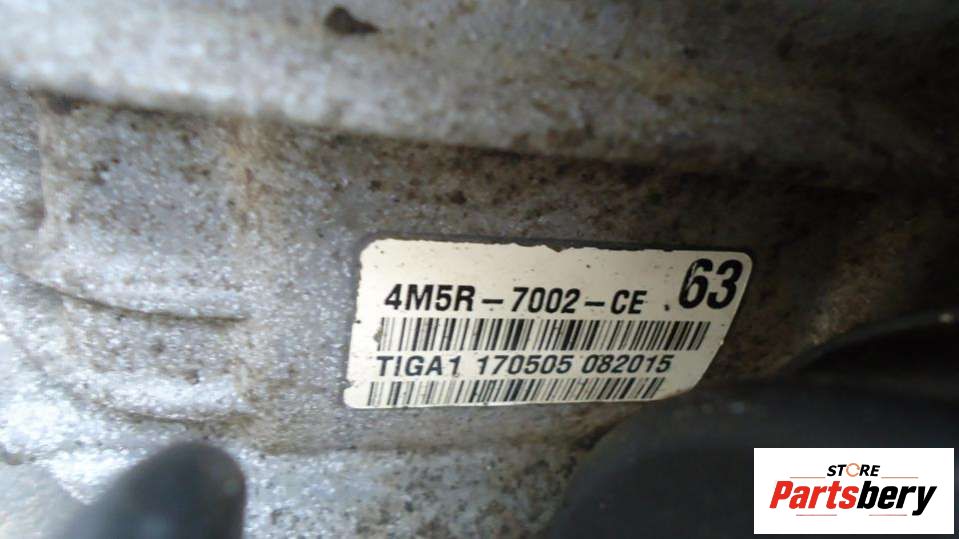 4M5R-7002-CE 63
TIGA1 170505 082015
STORE
Partsbery